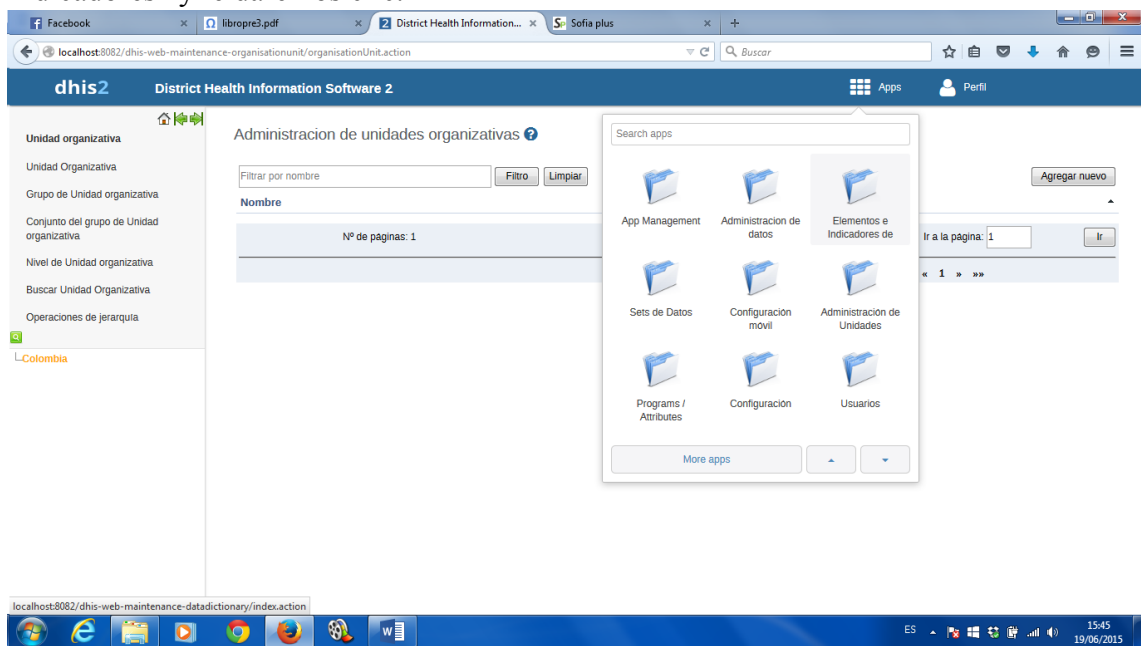 Facebook
libropre3.pdf
District Health Information...
Sofia plus
localhost:8082/dhis-web-maintenance-organisationunit/organisationUnit.action
Buscar
dhis2
District Health Information Software 2
Apps
Perfil
Unidad organizativa
Unidad Organizativa
Grupo de Unidad organizativa
Conjunto del grupo de Unidad
organizativa
Nivel de Unidad organizativa
Buscar Unidad Organizativa
Operaciones de jerarquía
Colombia
Administracion de unidades organizativas
Filtrar por nombre
Filtro
Limpiar
Agregar nuevo
Nombre
Nº de páginas: 1
Ir a la página: 1
Ir
« 1 » »»
Search apps
App Management
Administracion de
datos
Elementos e
Indicadores de
Sets de Datos
Configuración
móvil
Administración de
Unidades
Programs /
Attributes
Configuración
Usuarios
More apps
localhost:8082/dhis-web-maintenance-datadictionary/index.action
ES
15:45
19/06/2015